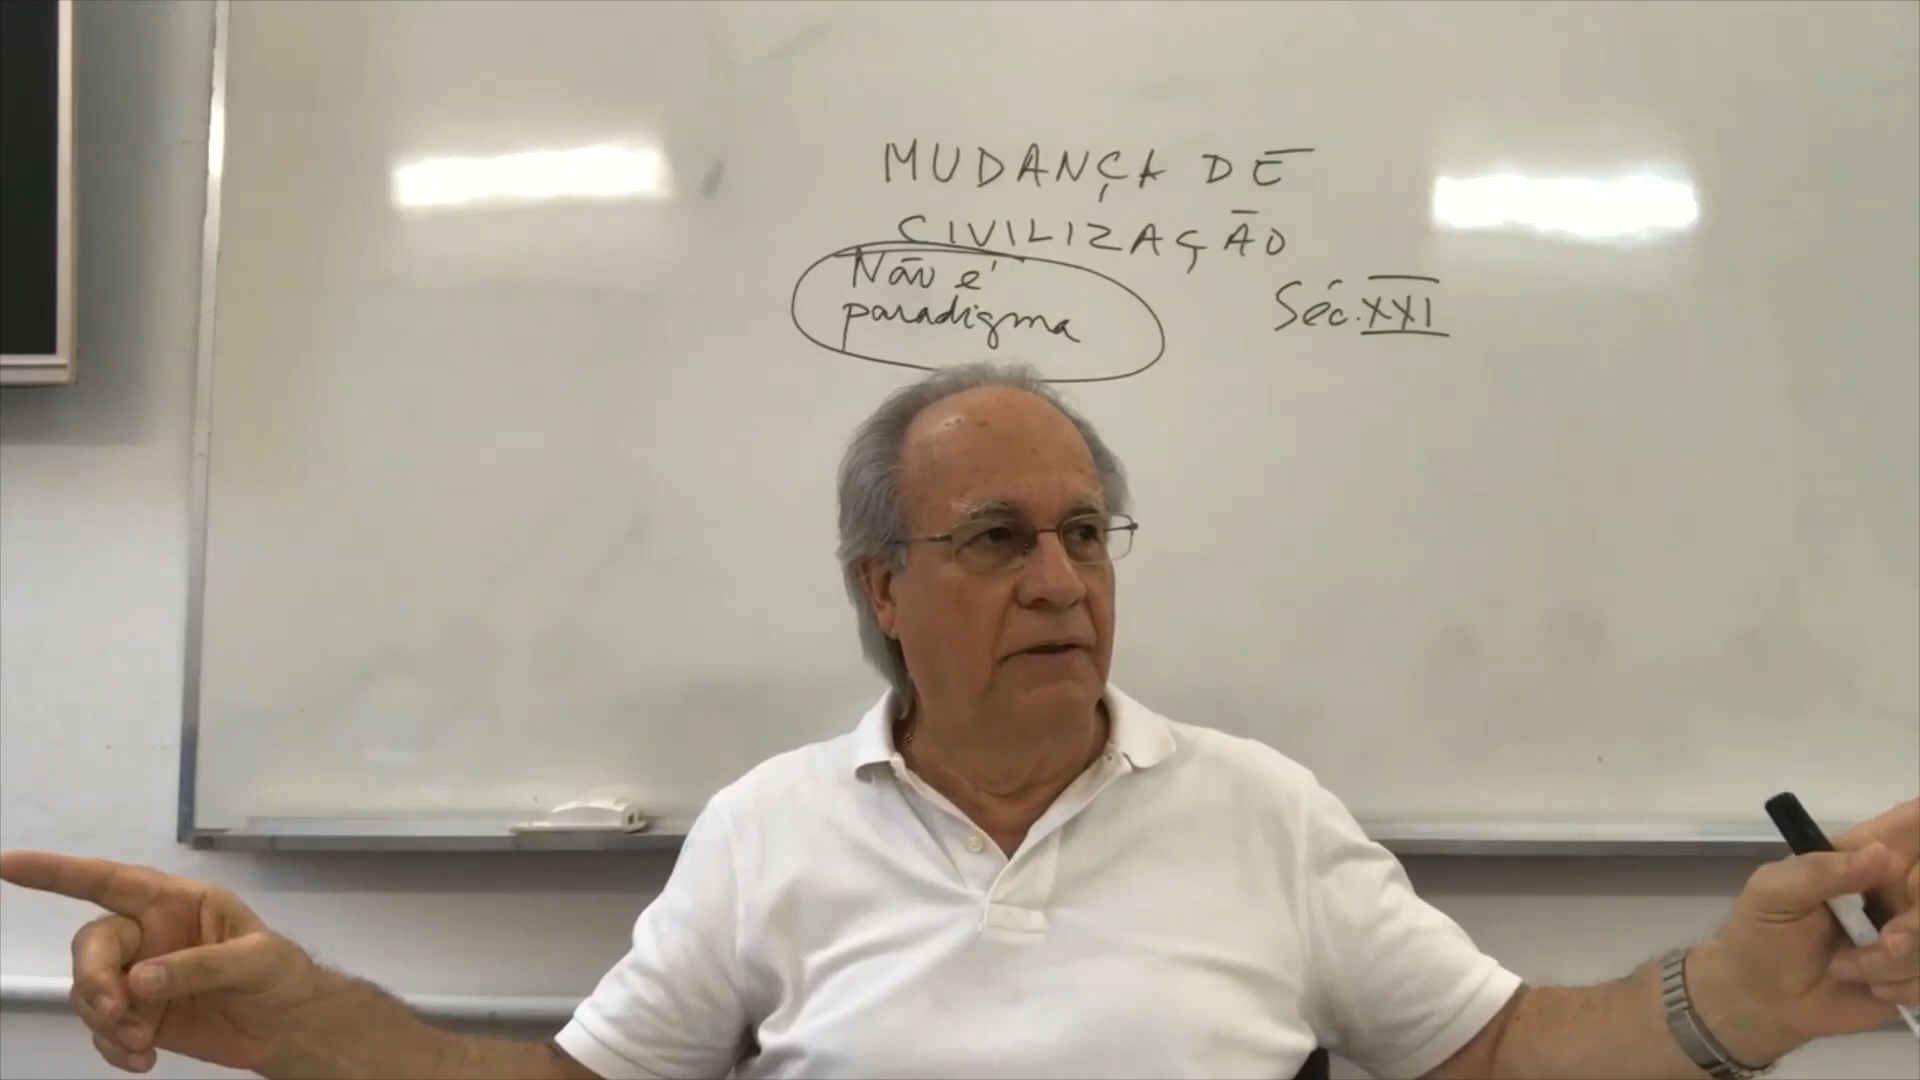 MUDANÇA DE
CIVILIZAÇÃO
Não é
paradigma
Séc. XXI